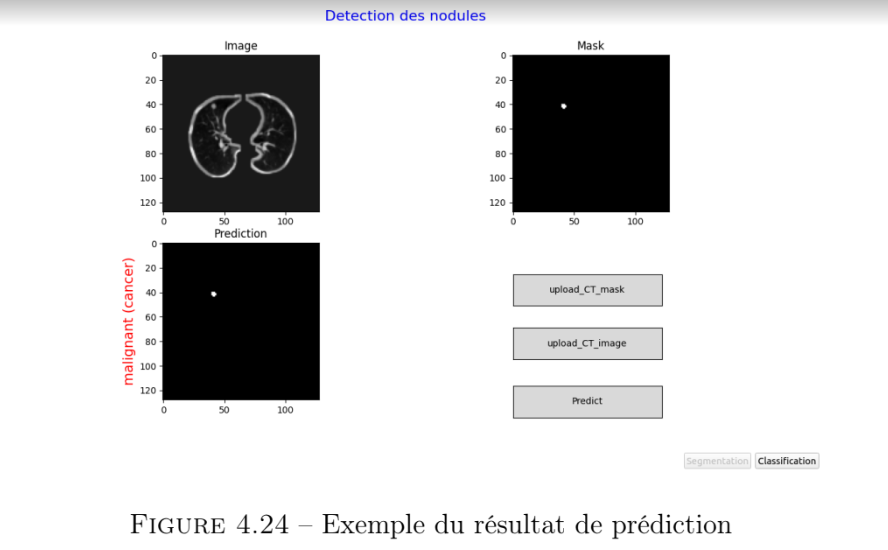 Detection des nodules
Image
0
20
40
60
80
100
120
0 50 100
Mask
0
20
40
60
80
100
120
0 50 100
Prediction
malignant (cancer)
0
20
40
60
80
100
120
0 50 100
upload_CT_mask
upload_CT_image
Predict
Segmentation Classification
FIGURE 4.24 – Exemple du résultat de prédiction